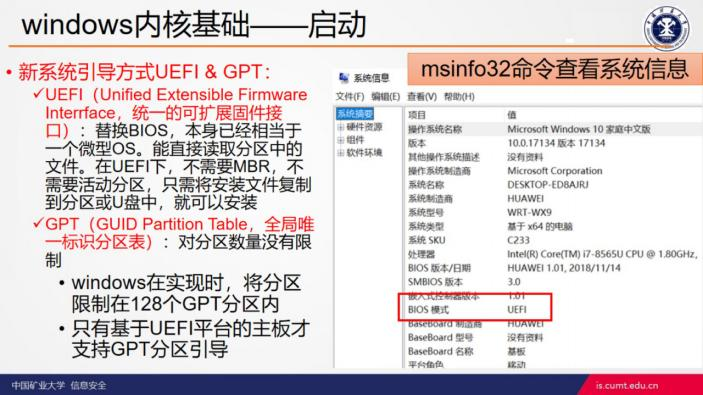 windows内核基础——启动
• 新系统引导方式UEFI & GPT：
✓UEFI（Unified Extensible Firmware
Interrface，统一的可扩展固件接
口）：替换BIOS，本身已经相当于
一个微型OS。能直接读取分区中的
文件。在UEFI下，不需要MBR，不
需要活动分区，只需将安装文件复制
到分区或U盘中，就可以安装
✓GPT（GUID Partition Table，全局唯
一标识分区表）：对分区数量没有限
制
• windows在实现时，将分区
限制在128个GPT分区内
• 只有基于UEFI平台的主板才
支持GPT分区引导
msinfo32命令查看系统信息
系统信息
文件(F) 编辑(E) 查看(V) 帮助(H)
系统摘要
硬件资源
组件
软件环境
项目 值
操作系统名称 Microsoft Windows 10 家庭中文版
版本 10.0.17134 版本 17134
其他操作系统描述 没有资料
操作系统制造商 Microsoft Corporation
系统名称 DESKTOP-ED8AJRJ
系统制造商 HUAWEI
系统型号 WRT-WX9
系统类型 基于 x64 的电脑
系统 SKU C233
处理器 Intel(R) Core(TM) i7-8565U CPU @ 1.80GHz,
BIOS 版本/日期 HUAWEI 1.01, 2018/11/14
SMBIOS 版本 3.0
嵌入式控制器版本 1.01
BIOS 模式 UEFI
BaseBoard 制造商 HUAWEI
BaseBoard 型号 没有资料
BaseBoard 名称 基板
平台角色 移动
中国矿业大学 信息安全
is.cumt.edu.cn